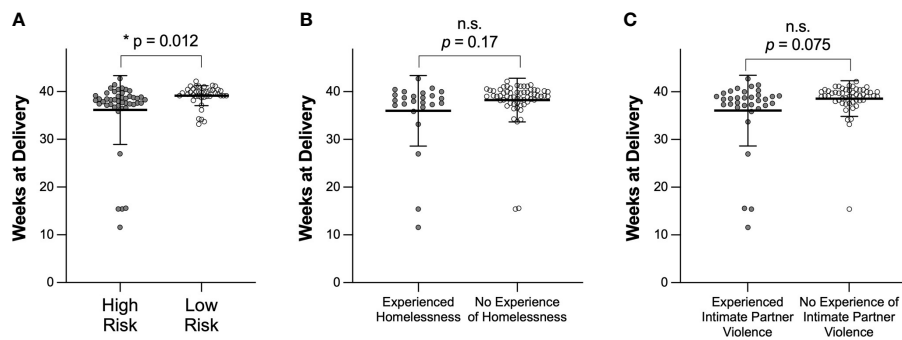 A
* p = 0.012
Weeks at Delivery
40
30
20
10
0
High
Risk
Low
Risk
B
n.s.
p = 0.17
Weeks at Delivery
40
30
20
10
0
Experienced
Homelessness
No Experience
of Homelessness
C
n.s.
p = 0.075
Weeks at Delivery
40
30
20
10
0
Experienced
Intimate Partner
Violence
No Experience of
Intimate Partner
Violence